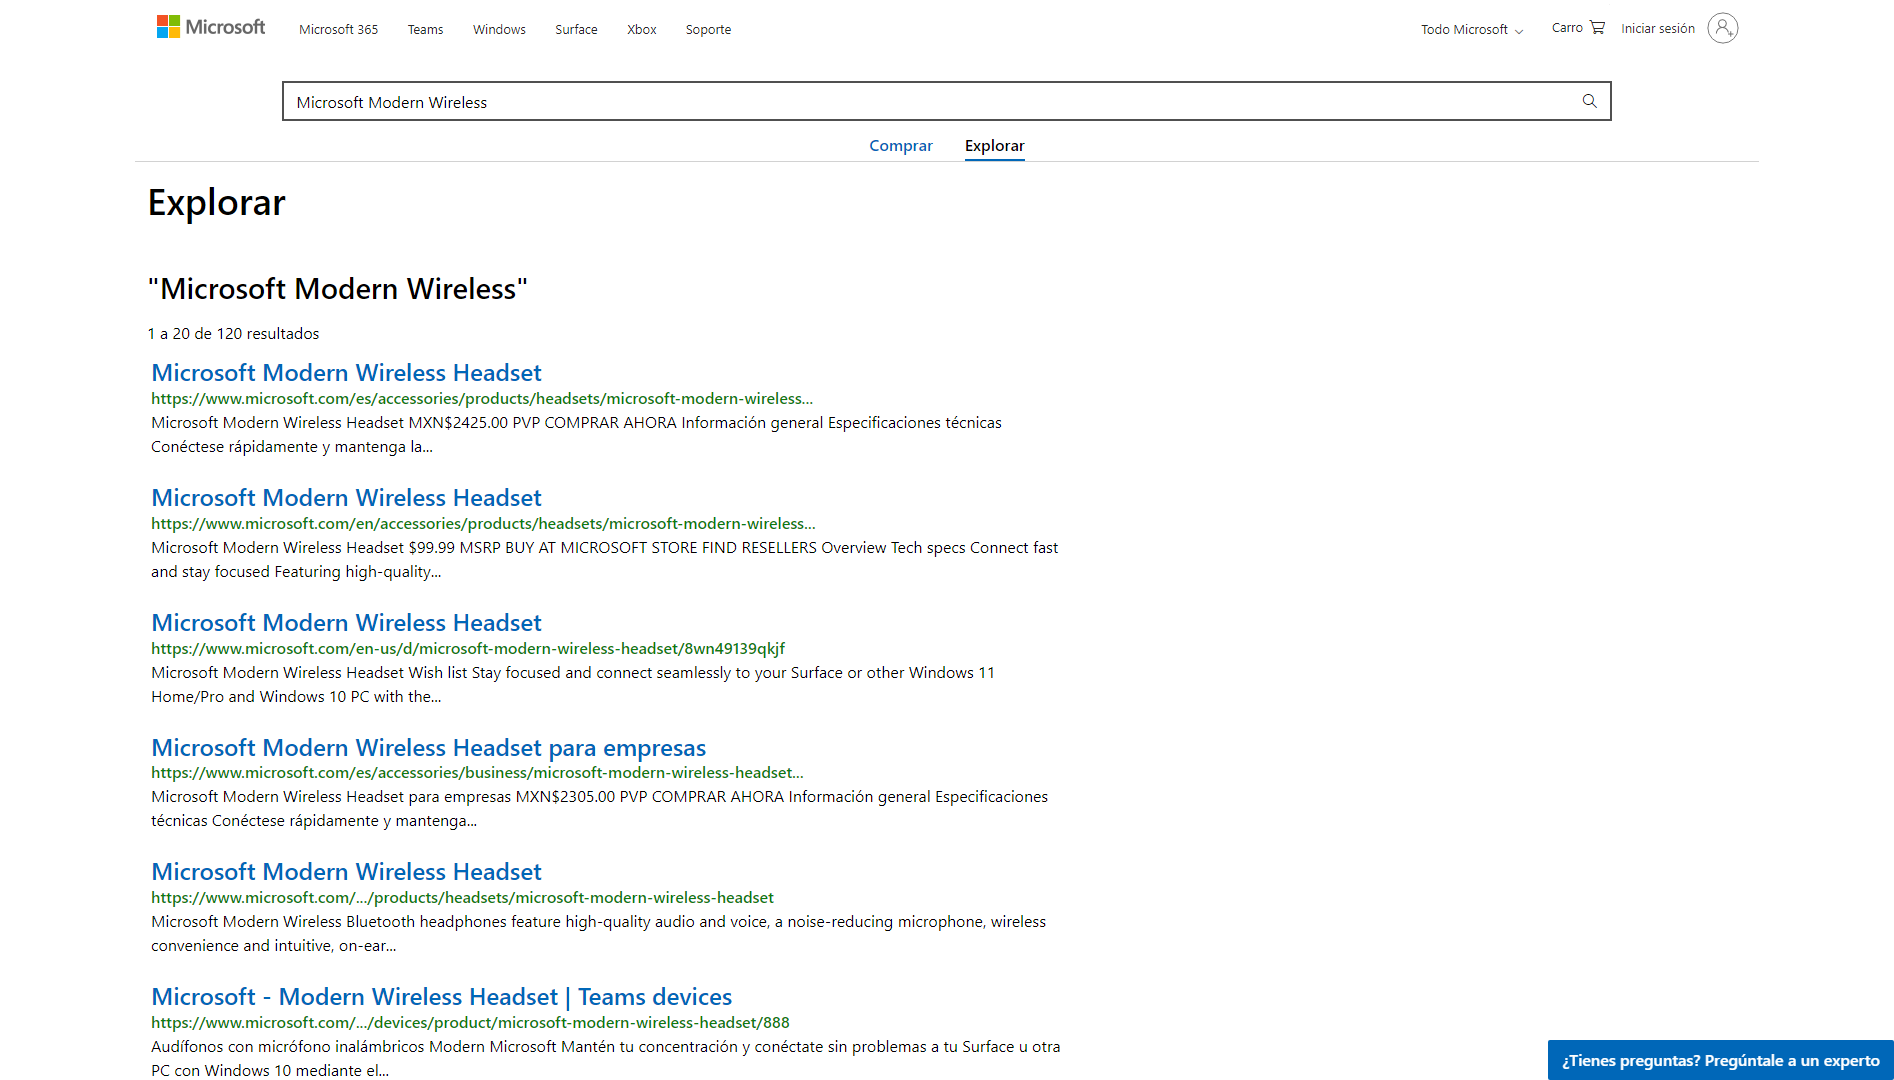 Microsoft
Microsoft 365
Teams
Windows
Surface
Xbox
Soporte
Todo Microsoft
Carro
Iniciar sesión
Microsoft Modern Wireless
Comprar
Explorar
Explorar
"Microsoft Modern Wireless"
1 a 20 de 120 resultados
Microsoft Modern Wireless Headset
https://www.microsoft.com/es/accessories/products/headsets/microsoft-modern-wireless...
Microsoft Modern Wireless Headset MXN$2425.00 PVP COMPRAR AHORA Información general Especificaciones técnicas
Conéctese rápidamente y mantenga la...
Microsoft Modern Wireless Headset
https://www.microsoft.com/en/accessories/products/headsets/microsoft-modern-wireless...
Microsoft Modern Wireless Headset $99.99 MSRP BUY AT MICROSOFT STORE FIND RESELLERS Overview Tech specs Connect fast
and stay focused Featuring high-quality...
Microsoft Modern Wireless Headset
https://www.microsoft.com/en-us/d/microsoft-modern-wireless-headset/8wn49139qkjf
Microsoft Modern Wireless Headset Wish list Stay focused and connect seamlessly to your Surface or other Windows 11
Home/Pro and Windows 10 PC with the...
Microsoft Modern Wireless Headset para empresas
https://www.microsoft.com/es/accessories/business/microsoft-modern-wireless-headset...
Microsoft Modern Wireless Headset para empresas MXN$2305.00 PVP COMPRAR AHORA Información general Especificaciones
técnicas Conéctese rápidamente y mantenga...
Microsoft Modern Wireless Headset
https://www.microsoft.com/.../products/headsets/microsoft-modern-wireless-headset
Microsoft Modern Wireless Bluetooth headphones feature high-quality audio and voice, a noise-reducing microphone, wireless
convenience and intuitive, on-ear...
Microsoft - Modern Wireless Headset | Teams devices
https://www.microsoft.com/.../devices/product/microsoft-modern-wireless-headset/888
Audífonos con micrófono inalámbricos Modern Microsoft Mantén tu concentración y conéctate sin problemas a tu Surface u otra
PC con Windows 10 mediante el...
¿Tienes preguntas? Pregúntale a un experto